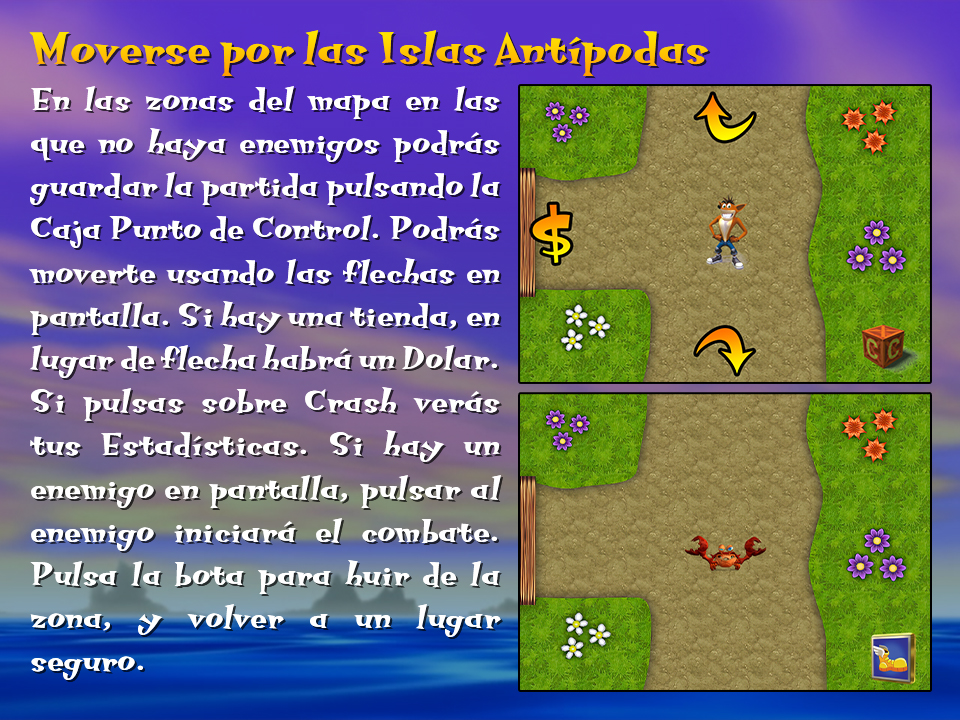 Moverse por las Islas Antípodas
En las zonas del mapa en las
que no haya enemigos podrás
guardar la partida pulsando la
Caja Punto de Control. Podrás
moverte usando las flechas en
pantalla. Si hay una tienda, en
lugar de flecha habrá un Dolar.
Si pulsas sobre Crash verás
tus Estadísticas. Si hay un
enemigo en pantalla, pulsar al
enemigo iniciará el combate.
Pulsa la bota para huir de la
zona, y volver a un lugar
seguro.
$
C C